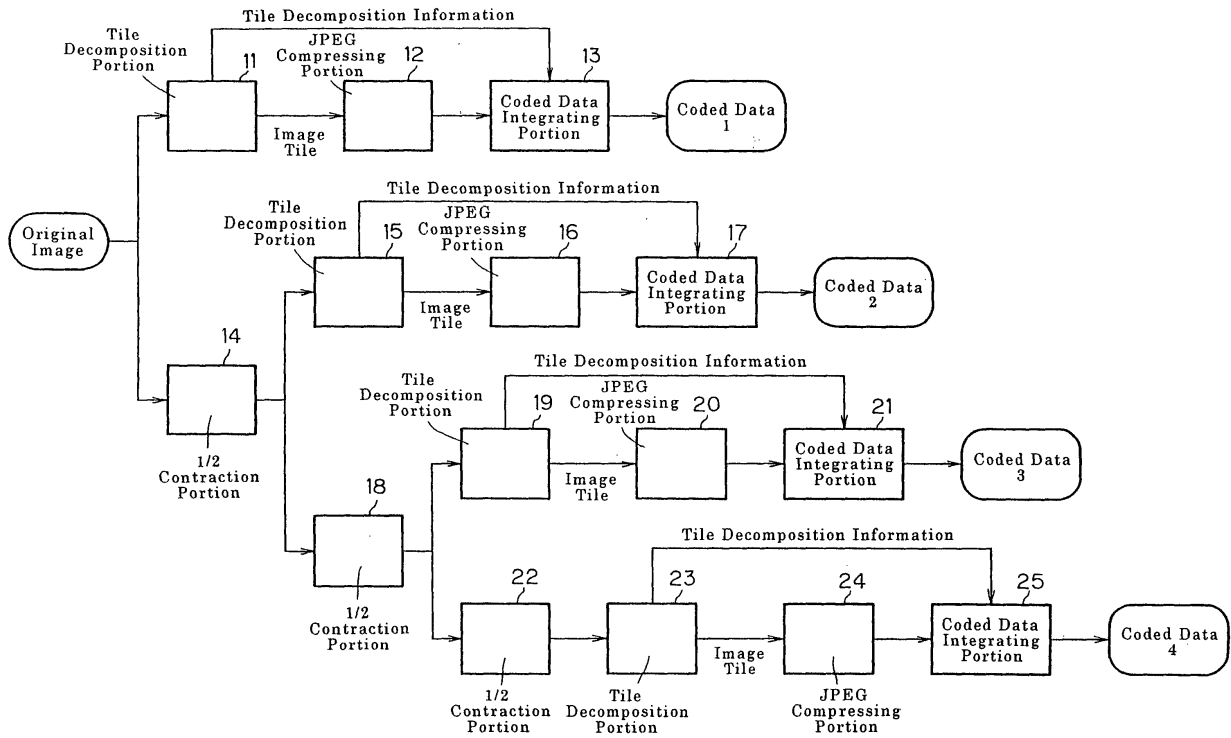 Tile Decomposition Information
Tile
Decomposition
Portion
11
JPEG
Compressing
Portion
12
13
Coded Data
Integrating
Portion
Coded Data
1
Image
Tile
Original
Image
Tile Decomposition Information
Tile
Decomposition
Portion
15
JPEG
Compressing
Portion
16
17
Coded Data
Integrating
Portion
Coded Data
2
Image
Tile
14
1/2
Contraction
Portion
Tile Decomposition Information
Tile
Decomposition
Portion
19
JPEG
Compressing
Portion
20
21
Coded Data
Integrating
Portion
Coded Data
3
Image
Tile
18
1/2
Contraction
Portion
Tile Decomposition Information
22
23
24
25
Coded Data
Integrating
Portion
Coded Data
4
Image
Tile
1/2
Contraction
Portion
Tile
Decomposition
Portion
JPEG
Compressing
Portion